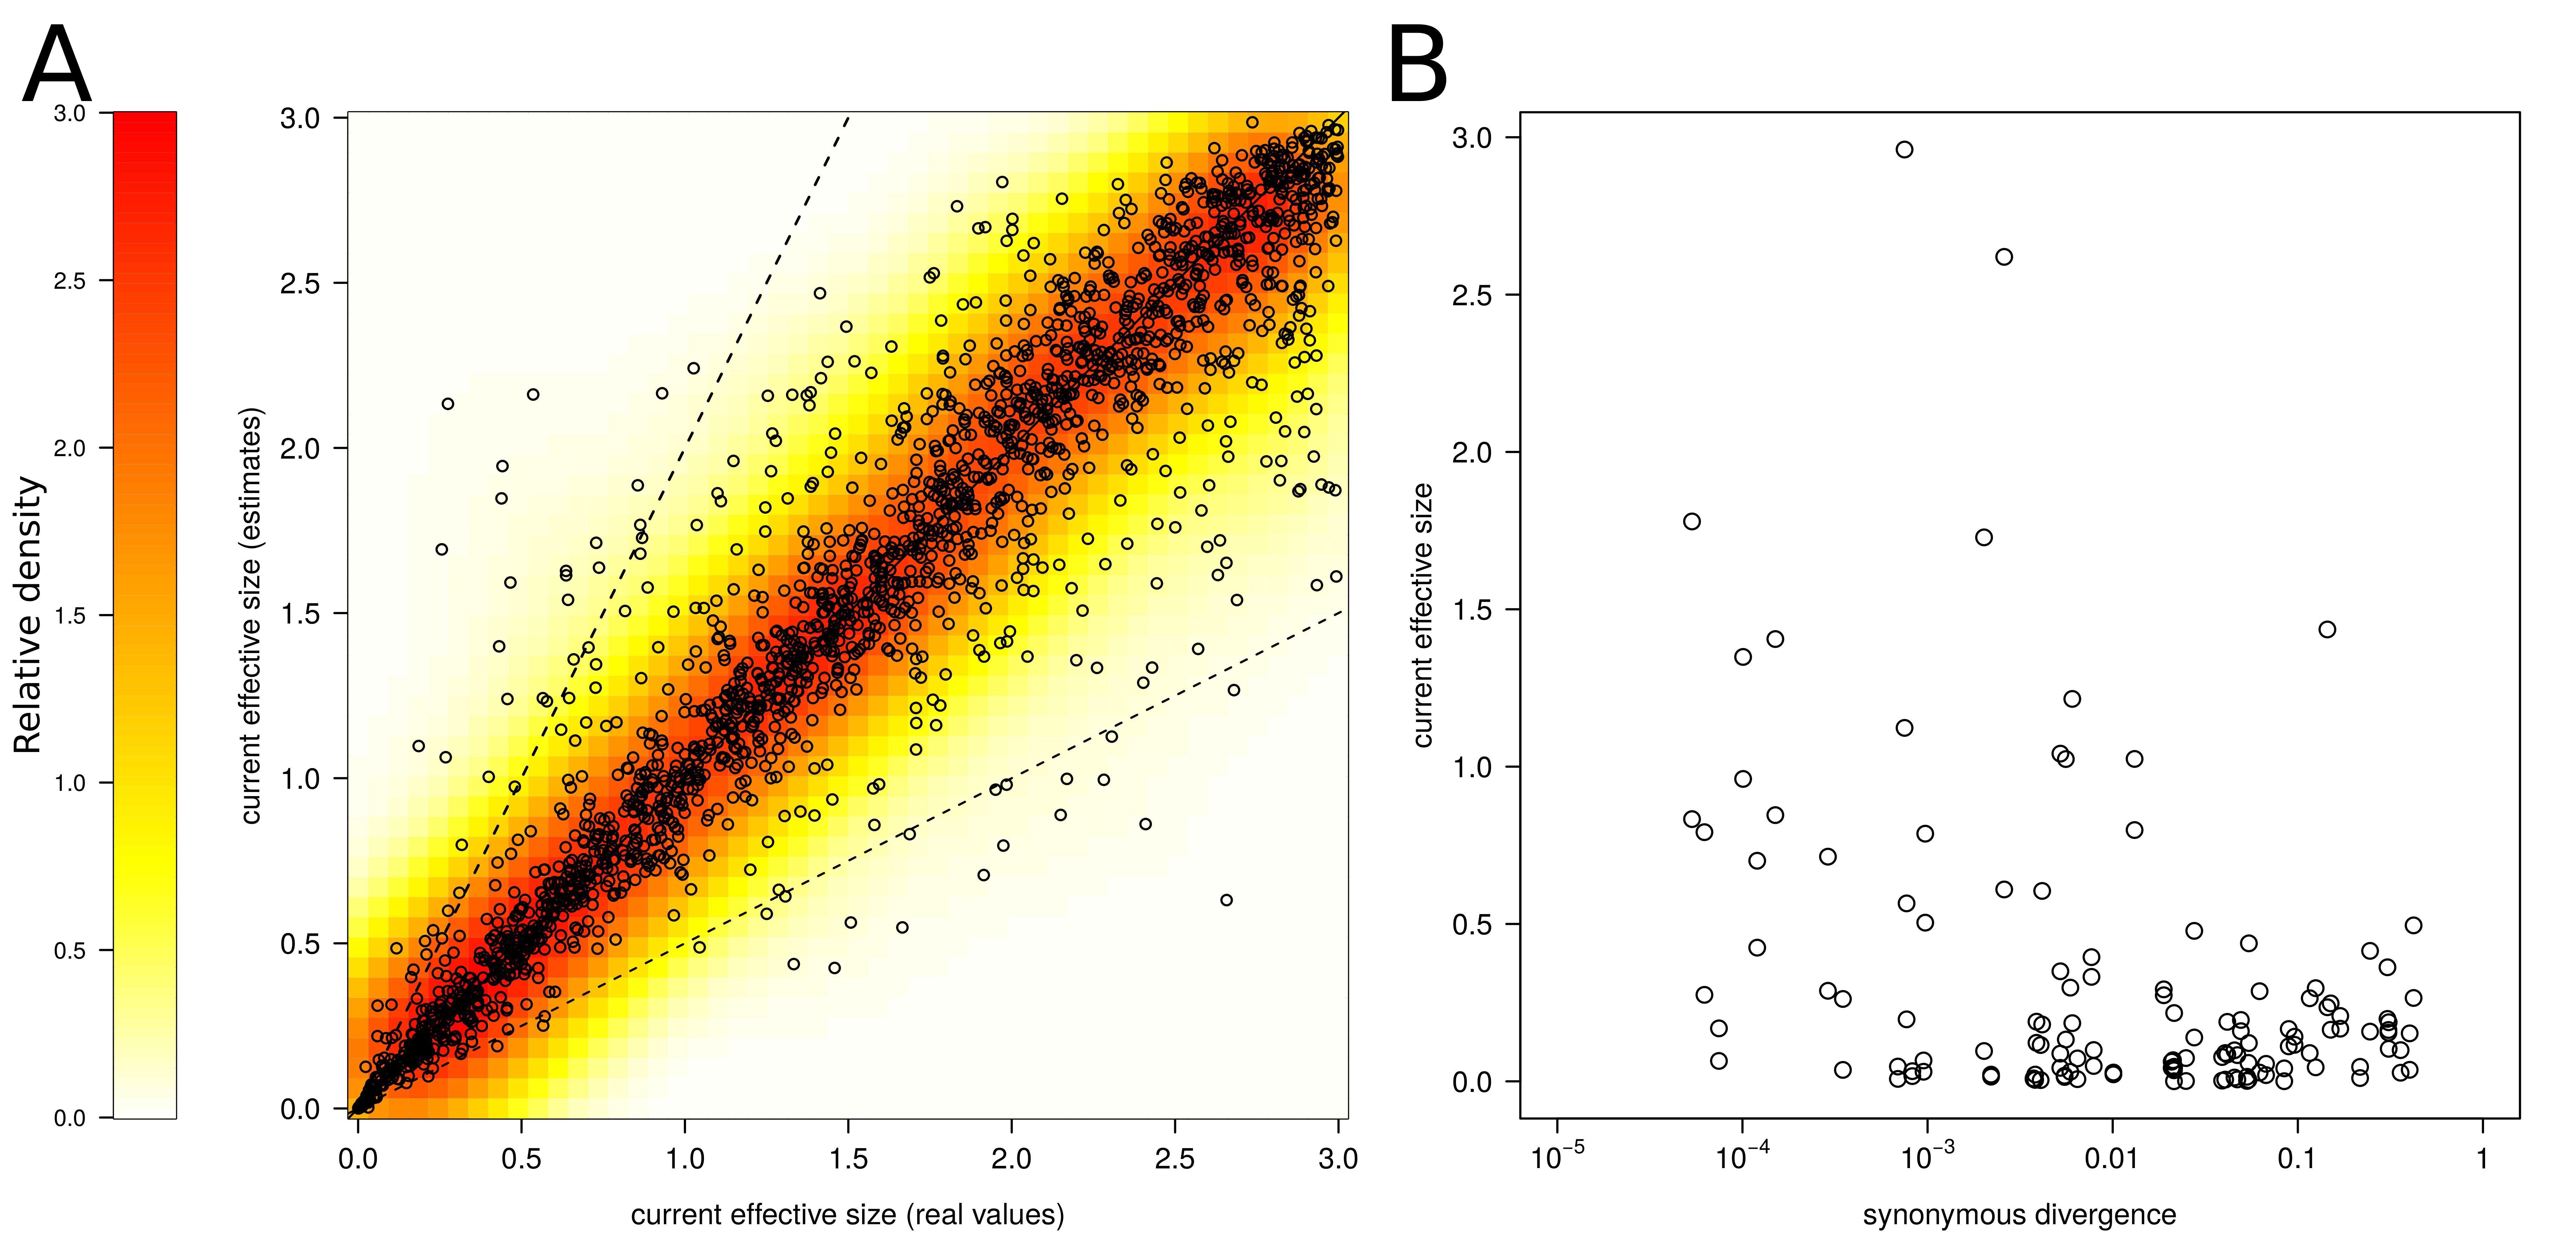 A
B
Relative density
3.0
2.5
2.0
1.5
1.0
0.5
0.0
current effective size (estimates)
3.0
2.5
2.0
1.5
1.0
0.5
0.0
0.0 0.5 1.0 1.5 2.0 2.5 3.0
current effective size (real values)
current effective size
3.0
2.5
2.0
1.5
1.0
0.5
0.0
10⁻⁵ 10⁻⁴ 10⁻³ 0.01 0.1 1
synonymous divergence